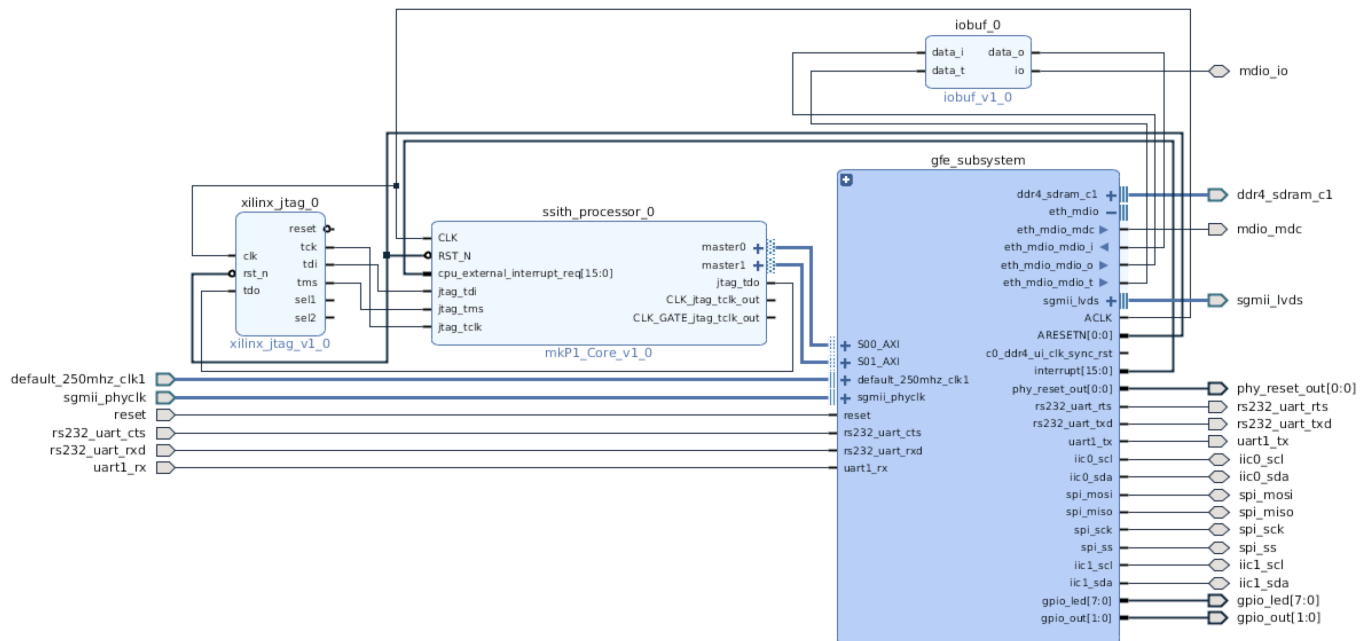 iobuf_0
data_i
data_t
data_o
io
iobuf_v1_0
mdio_io
xilinx_jtag_0
clk
rst_n
tdo
reset
tck
tdi
tms
sel1
sel2
xilinx_jtag_v1_0
ssith_processor_0
CLK
RST_N
cpu_external_interrupt_req[15:0]
jtag_tdi
jtag_tms
jtag_tclk
master0
master1
jtag_tdo
CLK_jtag_tclk_out
CLK_GATE_jtag_tclk_out
mkP1_Core_v1_0
default_250mhz_clk1
sgmii_phyclk
reset
rs232_uart_cts
rs232_uart_rxd
uart1_rx
gfe_subsystem
S00_AXI
S01_AXI
default_250mhz_clk1
sgmii_phyclk
reset
rs232_uart_cts
rs232_uart_rxd
uart1_rx
ddr4_sdram_c1
eth_mdio
eth_mdio_mdc
eth_mdio_mdio_i
eth_mdio_mdio_o
eth_mdio_mdio_t
sgmii_lvds
ACLK
ARESETN[0:0]
c0_ddr4_ui_clk_sync_rst
interrupt[15:0]
phy_reset_out[0:0]
rs232_uart_rts
rs232_uart_txd
uart1_tx
iic0_scl
iic0_sda
spi_mosi
spi_miso
spi_sck
spi_ss
iic1_scl
iic1_sda
gpio_led[7:0]
gpio_out[1:0]
ddr4_sdram_c1
mdio_mdc
sgmii_lvds
phy_reset_out[0:0]
rs232_uart_rts
rs232_uart_txd
uart1_tx
iic0_scl
iic0_sda
spi_mosi
spi_miso
spi_sck
spi_ss
iic1_scl
iic1_sda
gpio_led[7:0]
gpio_out[1:0]